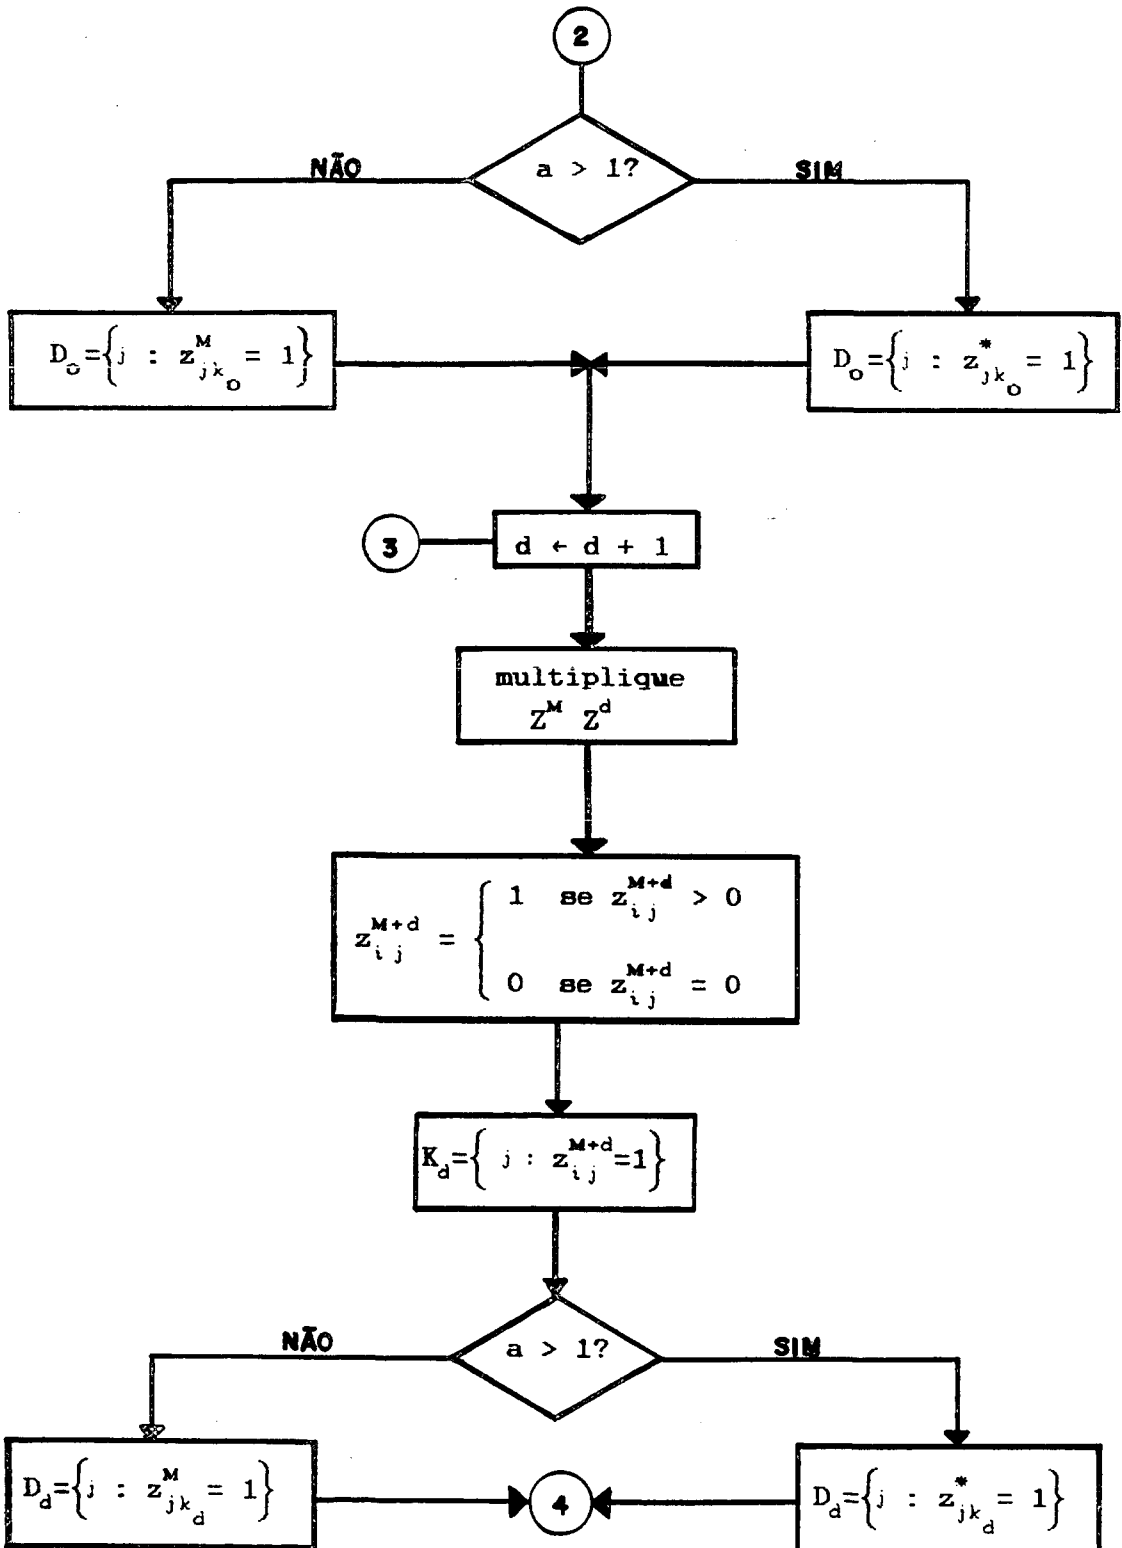 2
a > 1?
NÃO
SIM
D_o={j : z^M_{jk_o} = 1}
D_o={j : z^*_{jk_o} = 1}
3
d ← d + 1
multiplique
Z^M Z^d
z^{M+d}_{ij} = { 1 se z^{M+d}_{ij} > 0
0 se z^{M+d}_{ij} = 0
K_d={ j : z^{M+d}_{ij}=1}
a > 1?
NÃO
SIM
D_d={j : z^M_{jk_d} = 1}
4
D_d={j : z^*_{jk_d} = 1}